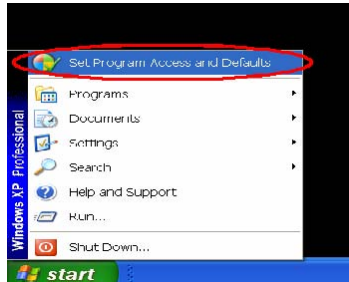 Set Program Access and Defaults
Programs
Documents
Settings
Search
Help and Support
Run...
Shut Down...
Windows XP Professional
start